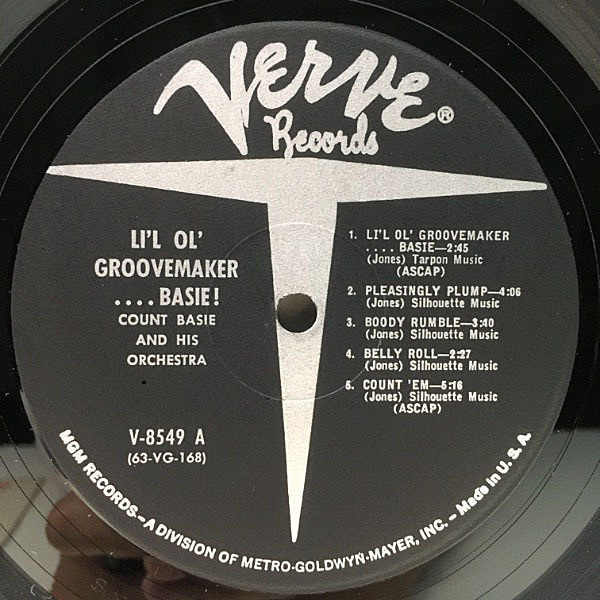 VERVE®
Records
LI'L OL'
GROOVEMAKER
....BASIE!
COUNT BASIE
AND HIS
ORCHESTRA
V-8549 A
(63-VG-168)
1. LI'L OL' GROOVEMAKER
....BASIE—2:45
(Jones) Tarpon Music
(ASCAP)
2. PLEASINGLY PLUMP—4:06
(Jones) Silhouette Music
3. BOODY RUMBLE—3:40
(Jones) Silhouette Music
4. BELLY ROLL—2:27
(Jones) Silhouette Music
5. COUNT 'EM—5:16
(Jones) Silhouette Music
(ASCAP)
MGM RECORDS—A DIVISION OF METRO-GOLDWYN-MAYER, INC. – Made in U. S. A.